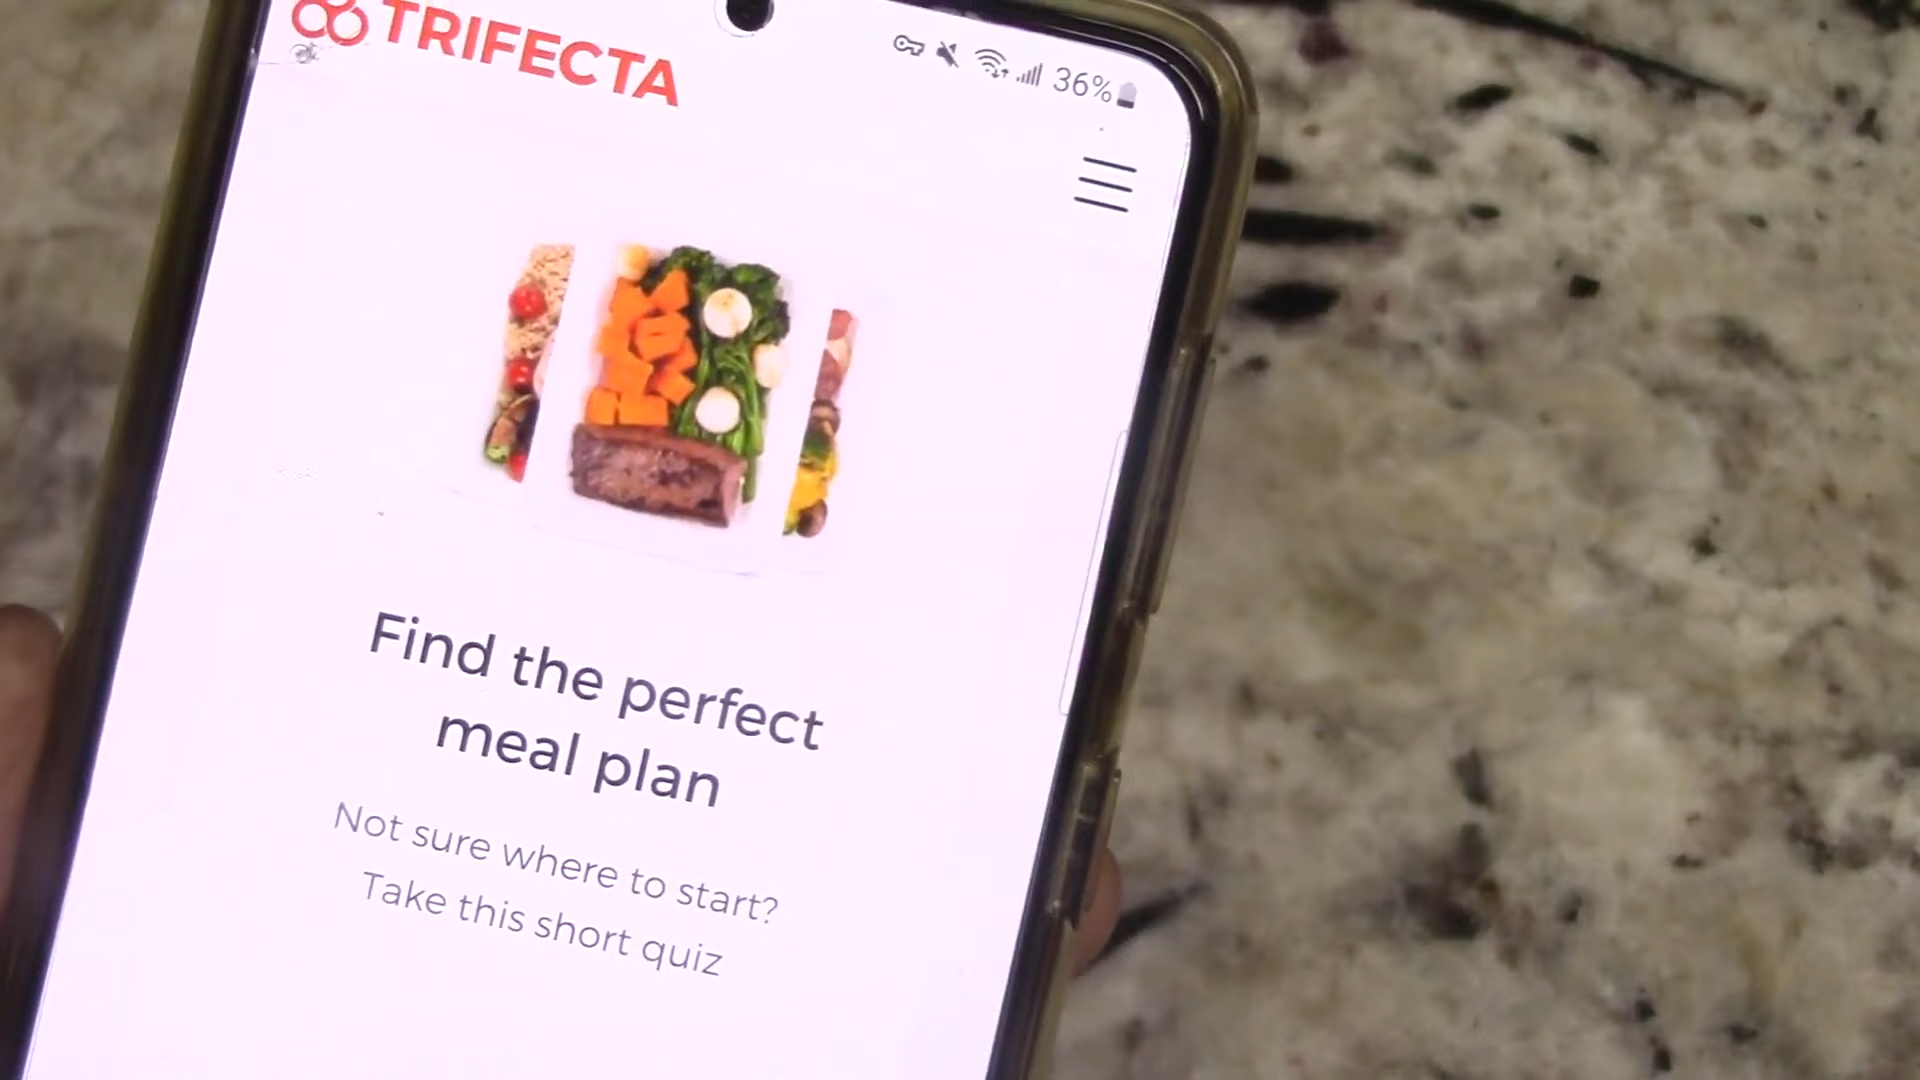 TRIFECTA
36%
Find the perfect
meal plan
Not sure where to start?
Take this short quiz